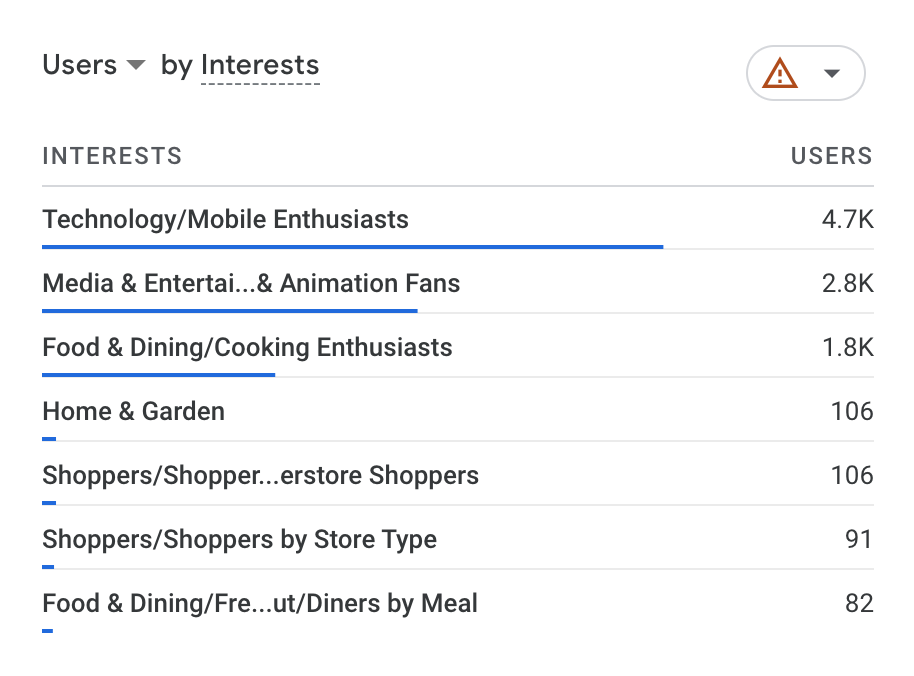 Users by Interests
INTERESTS USERS
Technology/Mobile Enthusiasts 4.7K
Media & Entertai...& Animation Fans 2.8K
Food & Dining/Cooking Enthusiasts 1.8K
Home & Garden 106
Shoppers/Shopper...erstore Shoppers 106
Shoppers/Shoppers by Store Type 91
Food & Dining/Fre...ut/Diners by Meal 82